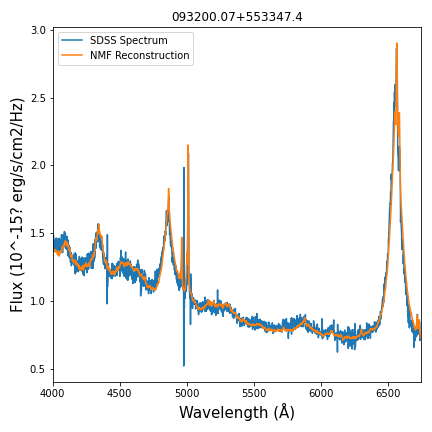 093200.07+553347.4
SDSS Spectrum
NMF Reconstruction
3.0
2.5
2.0
1.5
1.0
0.5
Flux (10^-15? erg/s/cm2/Hz)
4000 4500 5000 5500 6000 6500
Wavelength (Å)